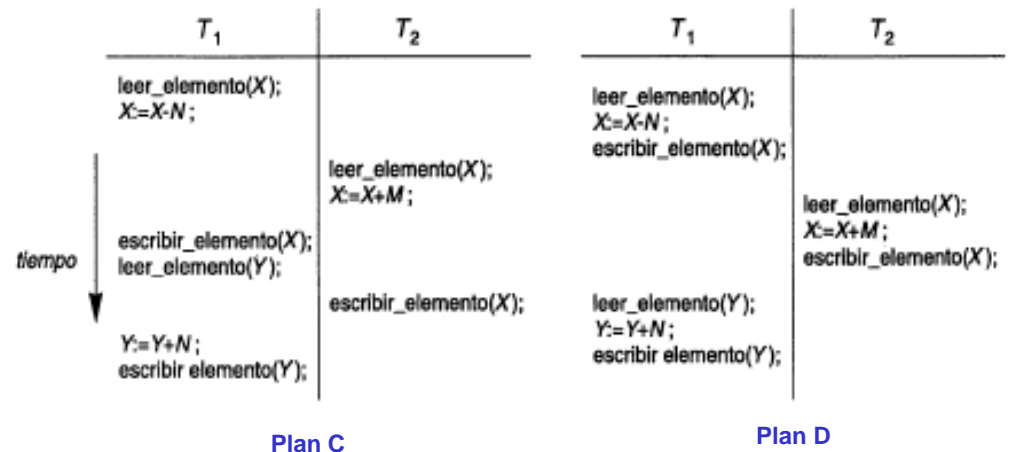 T1 T2
leer_elemento(X);
X:=X-N;
leer_elemento(X);
X:=X+M;
tiempo
escribir_elemento(X);
leer_elemento(Y);
escribir_elemento(X);
Y:=Y+N;
escribir elemento(Y);
Plan C
T1 T2
leer_elemento(X);
X:=X-N;
escribir_elemento(X);
leer_elemento(X);
X:=X+M;
escribir_elemento(X);
leer_elemento(Y);
Y:=Y+N;
escribir elemento(Y);
Plan D